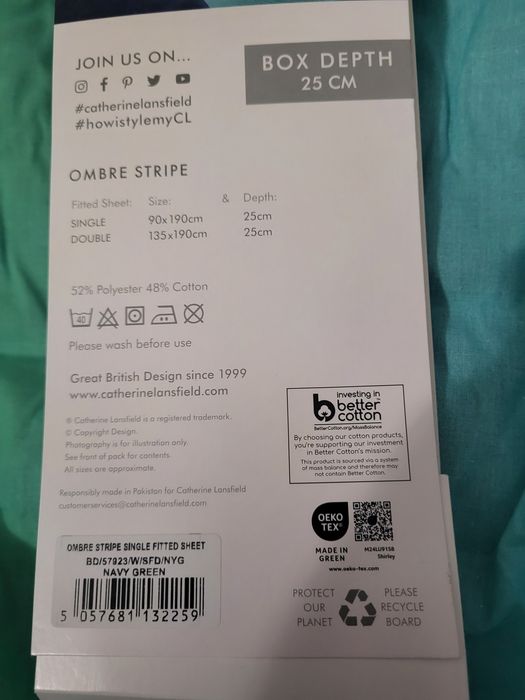 JOIN US ON...
#catherinelansfield
#howistylemyCL
BOX DEPTH
25 CM
OMBRE STRIPE
Fitted Sheet: Size: & Depth:
SINGLE 90x190cm 25cm
DOUBLE 135x190cm 25cm
52% Polyester 48% Cotton
40
Please wash before use
Great British Design since 1999
www.catherinelansfield.com
® Catherine Lansfield is a registered trademark.
© Copyright Design.
Photography is for illustration only.
See front of pack for contents.
All sizes are approximate.
Responsibly made in Pakistan for Catherine Lansfield
customerservices@catherinelansfield.com
investing in
better
cotton
BetterCotton.org/MassBalance
By choosing our cotton products,
you're supporting our investment
in Better Cotton's mission.
This product is sourced via a system
of mass balance and therefore may
not contain Better Cotton.
OEKO
TEX®
MADE IN
GREEN
M24LU9158
Shirley
www.oeko-tex.com
OMBRE STRIPE SINGLE FITTED SHEET
BD/57923/W/SFD/NYG
NAVY GREEN
5 057681 132259
PROTECT
OUR
PLANET
PLEASE
RECYCLE
BOARD